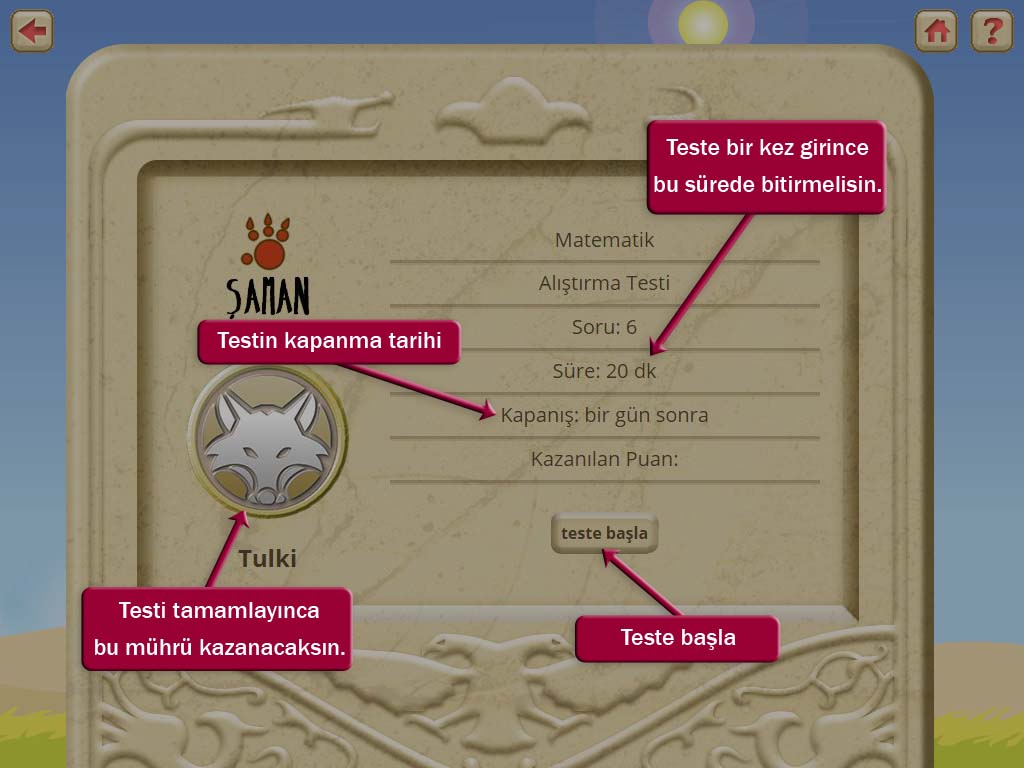 Teste bir kez girince
bu sürede bitirmelisin.
Matematik
Alıştırma Testi
ŞAMAN
Soru: 6
Testin kapanma tarihi
Süre: 20 dk
Kapanış: bir gün sonra
Kazanılan Puan:
teste başla
Tulki
Testi tamamlayınca
bu mührü kazanacaksın.
Teste başla
?